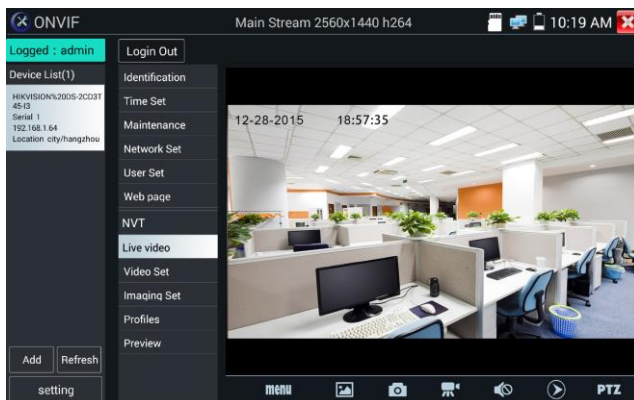 ONVIF
Main Stream 2560x1440 h264
10:19 AM
Logged : admin
Login Out
Device List(1)
HIKVISION%20DS-2CD3T
45-I3
Serial 1
192.168.1.64
Location city/hangzhou
Identification
Time Set
Maintenance
Network Set
User Set
Web page
NVT
Live video
Video Set
Imaging Set
Profiles
Preview
12-28-2015 18:57:35
Add
Refresh
setting
menu
PTZ